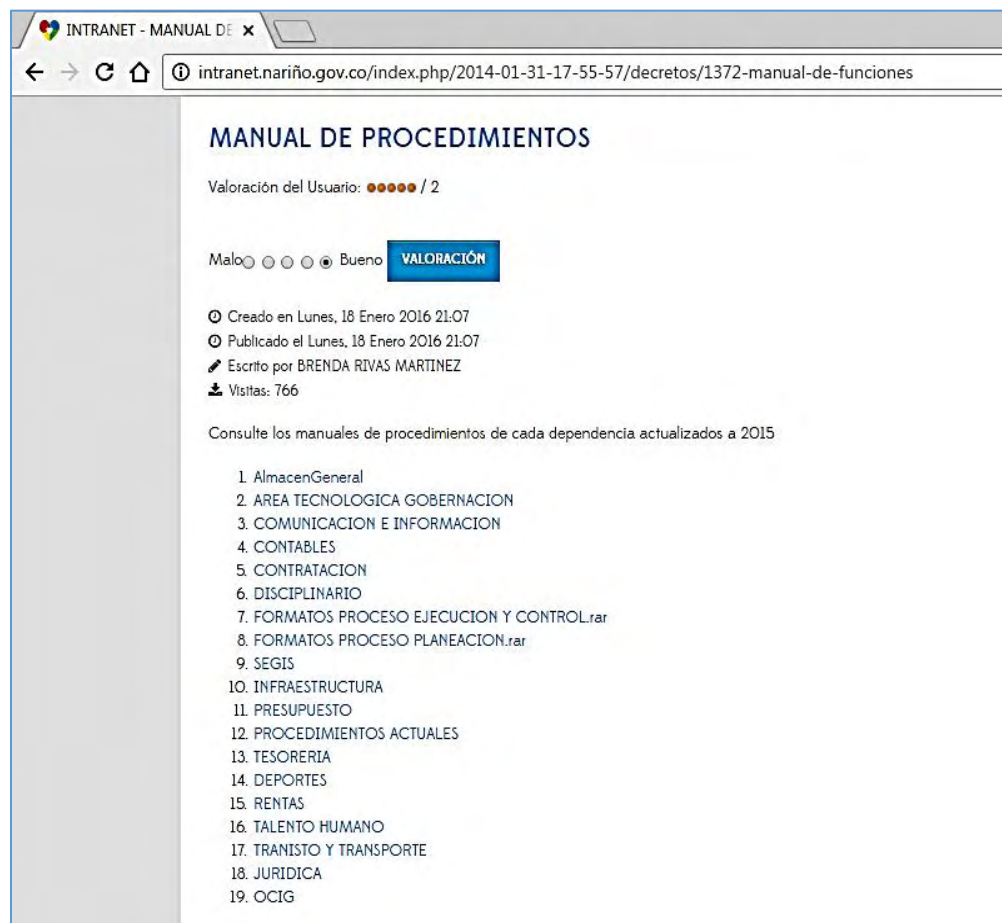 INTRANET - MANUAL DE
intranet.nariño.gov.co/index.php/2014-01-31-17-55-57/decretos/1372-manual-de-funciones
MANUAL DE PROCEDIMIENTOS
Valoración del Usuario: / 2
Malo Bueno VALORACIÓN
Creado en Lunes, 18 Enero 2016 21:07
Publicado el Lunes, 18 Enero 2016 21:07
Escrito por BRENDA RIVAS MARTINEZ
Visitas: 766
Consulte los manuales de procedimientos de cada dependencia actualizados a 2015
1. AlmacenGeneral
2. AREA TECNOLOGICA GOBERNACION
3. COMUNICACION E INFORMACION
4. CONTABLES
5. CONTRATACION
6. DISCIPLINARIO
7. FORMATOS PROCESO EJECUCION Y CONTROL.rar
8. FORMATOS PROCESO PLANEACION.rar
9. SEGIS
10. INFRAESTRUCTURA
11. PRESUPUESTO
12. PROCEDIMIENTOS ACTUALES
13. TESORERIA
14. DEPORTES
15. RENTAS
16. TALENTO HUMANO
17. TRANISTO Y TRANSPORTE
18. JURIDICA
19. OCIG